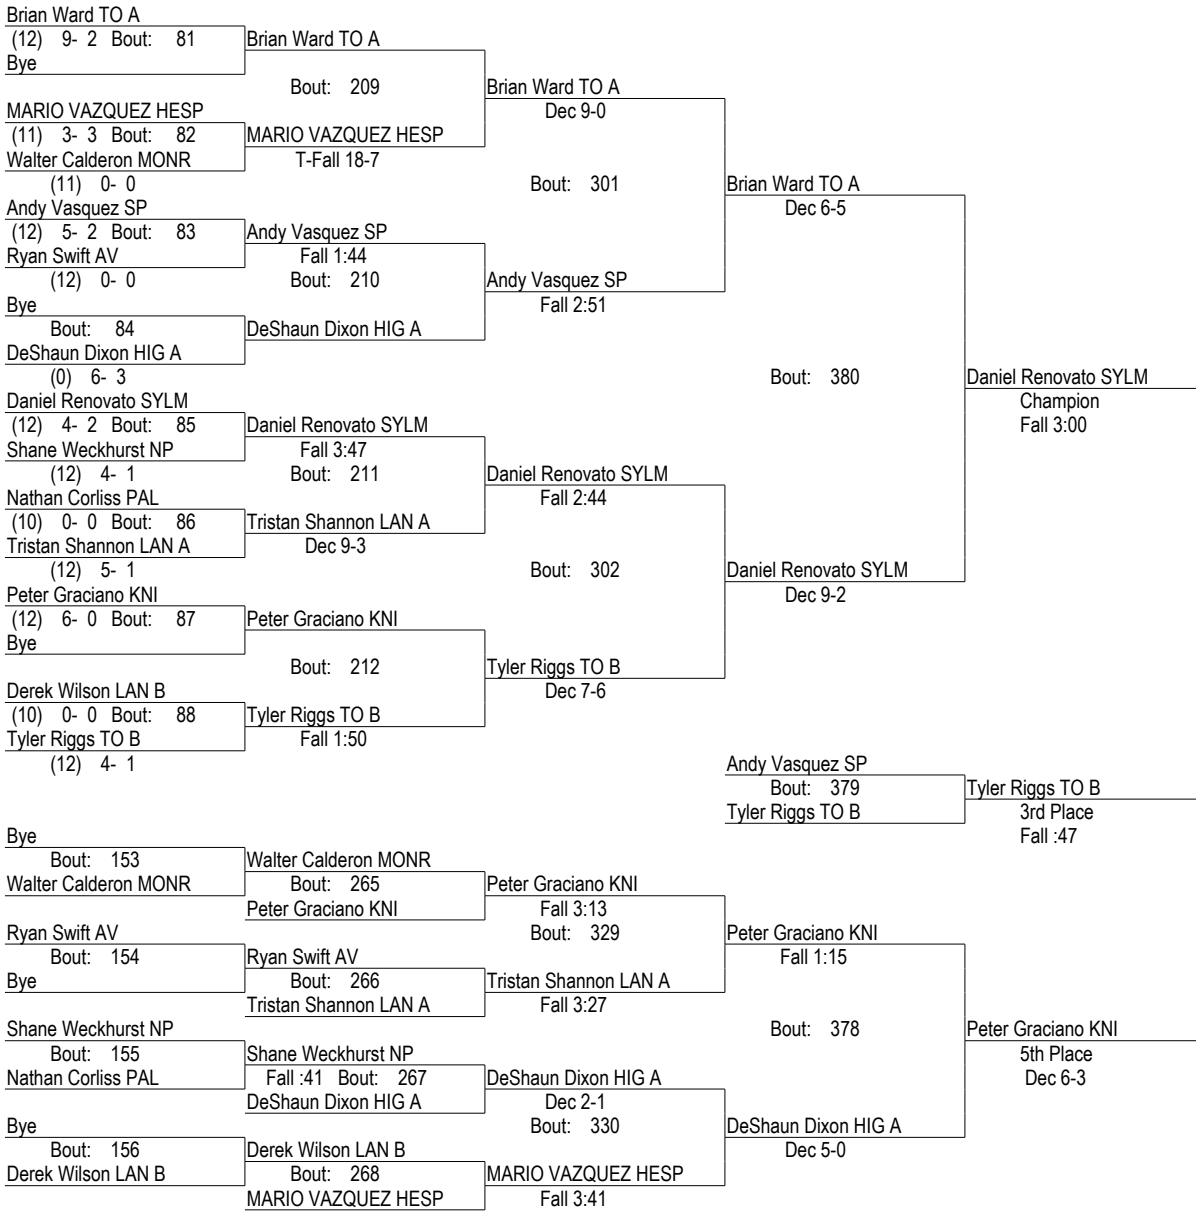 Brian Ward TO A
(12) 9- 2 Bout: 81 Brian Ward TO A
Bye
Bout: 209 Brian Ward TO A
MARIO VAZQUEZ HESP Dec 9-0
(11) 3- 3 Bout: 82 MARIO VAZQUEZ HESP
Walter Calderon MONR T-Fall 18-7
(11) 0- 0 Bout: 301 Brian Ward TO A
Andy Vasquez SP Dec 6-5
(12) 5- 2 Bout: 83 Andy Vasquez SP
Ryan Swift AV Fall 1:44
(12) 0- 0 Bout: 210 Andy Vasquez SP
Bye Fall 2:51
Bout: 84 DeShaun Dixon HIG A
DeShaun Dixon HIG A
(0) 6- 3 Bout: 380 Daniel Renovato SYLM
Daniel Renovato SYLM Champion
(12) 4- 2 Bout: 85 Daniel Renovato SYLM Fall 3:00
Shane Weckhurst NP Fall 3:47
(12) 4- 1 Bout: 211 Daniel Renovato SYLM
Nathan Corliss PAL Fall 2:44
(10) 0- 0 Bout: 86 Tristan Shannon LAN A
Tristan Shannon LAN A Dec 9-3
(12) 5- 1 Bout: 302 Daniel Renovato SYLM
Peter Graciano KNI Dec 9-2
(12) 6- 0 Bout: 87 Peter Graciano KNI
Bye
Bout: 212 Tyler Riggs TO B
Derek Wilson LAN B Dec 7-6
(10) 0- 0 Bout: 88 Tyler Riggs TO B
Tyler Riggs TO B Fall 1:50
(12) 4- 1 Andy Vasquez SP
Bout: 379 Tyler Riggs TO B
Tyler Riggs TO B 3rd Place
Bye Fall :47
Bout: 153 Walter Calderon MONR
Walter Calderon MONR Bout: 265 Peter Graciano KNI
Peter Graciano KNI Fall 3:13
Ryan Swift AV Bout: 329 Peter Graciano KNI
Bout: 154 Ryan Swift AV Fall 1:15
Bye Bout: 266 Tristan Shannon LAN A
Tristan Shannon LAN A Fall 3:27
Shane Weckhurst NP Bout: 378 Peter Graciano KNI
Bout: 155 Shane Weckhurst NP 5th Place
Nathan Corliss PAL Fall :41 Bout: 267 DeShaun Dixon HIG A Dec 6-3
DeShaun Dixon HIG A Dec 2-1
Bye Bout: 330 DeShaun Dixon HIG A
Bout: 156 Derek Wilson LAN B Dec 5-0
Derek Wilson LAN B Bout: 268 MARIO VAZQUEZ HESP
MARIO VAZQUEZ HESP Fall 3:41